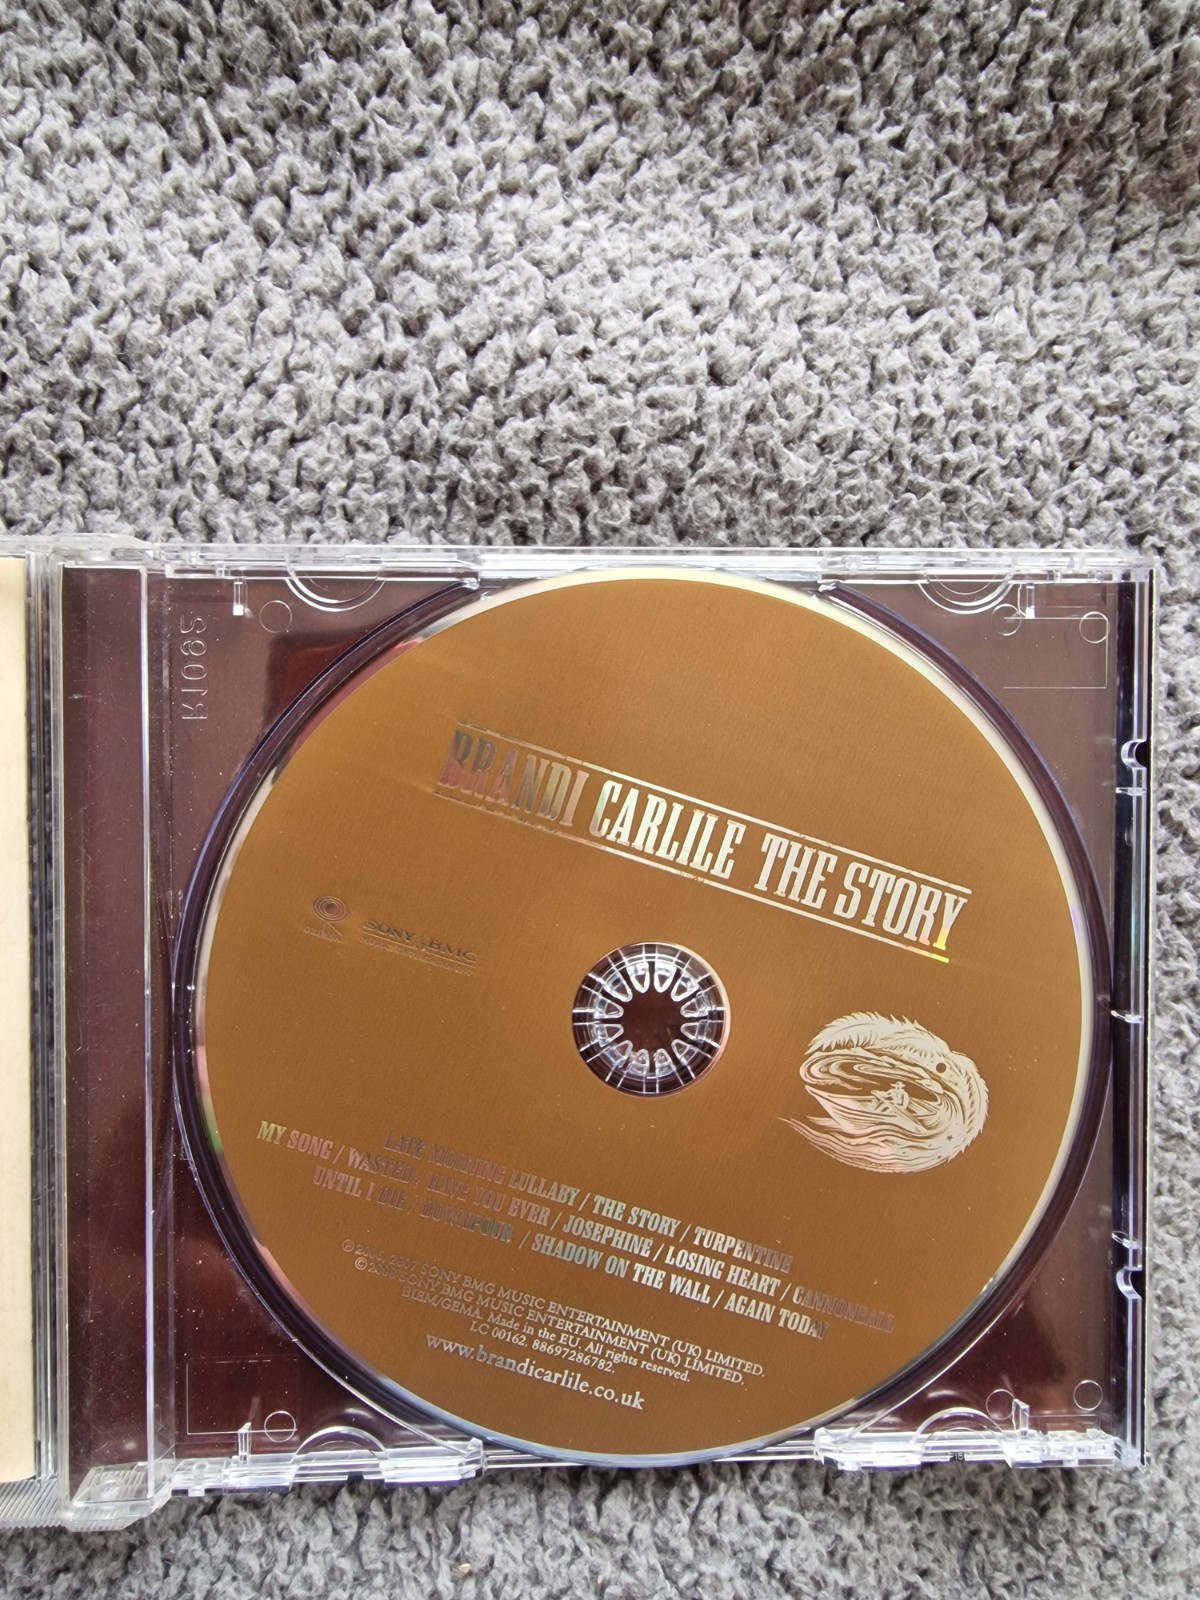 BRANDI CARLILE THE STORY
SONY BMG
LATE MORNING LULLABY / THE STORY / TURPENTINE
MY SONG / WASTED / HAVE YOU EVER / JOSEPHINE / LOSING HEART / CANNONBALL
UNTIL I DIE / DOWNPOUR / SHADOW ON THE WALL / AGAIN TODAY
2007 SONY BMG MUSIC ENTERTAINMENT (UK) LIMITED.
SONY BMG MUSIC ENTERTAINMENT (UK) LIMITED.
BIEM/GEMA. Made in the EU. All rights reserved.
LC 00162. 88697286782.
www.brandicarlile.co.uk